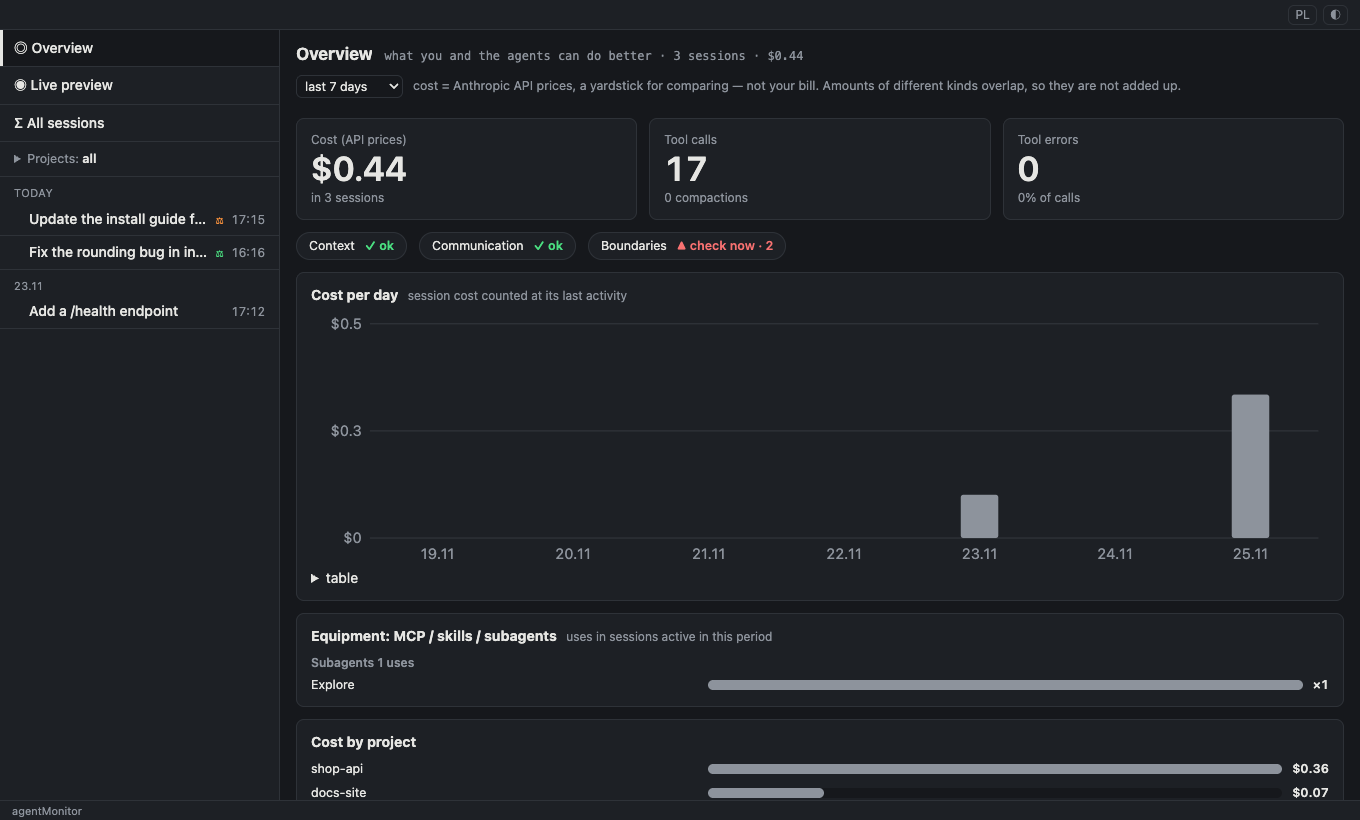 PL
Overview
Live preview
Σ All sessions
Projects: all
TODAY
Update the install guide f... 17:15
Fix the rounding bug in in... 16:16
23.11
Add a /health endpoint 17:12
Overview what you and the agents can do better · 3 sessions · $0.44
last 7 days cost = Anthropic API prices, a yardstick for comparing — not your bill. Amounts of different kinds overlap, so they are not added up.
Cost (API prices)
$0.44
in 3 sessions
Tool calls
17
0 compactions
Tool errors
0
0% of calls
Context ✓ ok
Communication ✓ ok
Boundaries ▲ check now · 2
Cost per day session cost counted at its last activity
$0.5
$0.3
$0
19.11 20.11 21.11 22.11 23.11 24.11 25.11
table
Equipment: MCP / skills / subagents uses in sessions active in this period
Subagents 1 uses
Explore ×1
Cost by project
shop-api $0.36
docs-site $0.07
agentMonitor